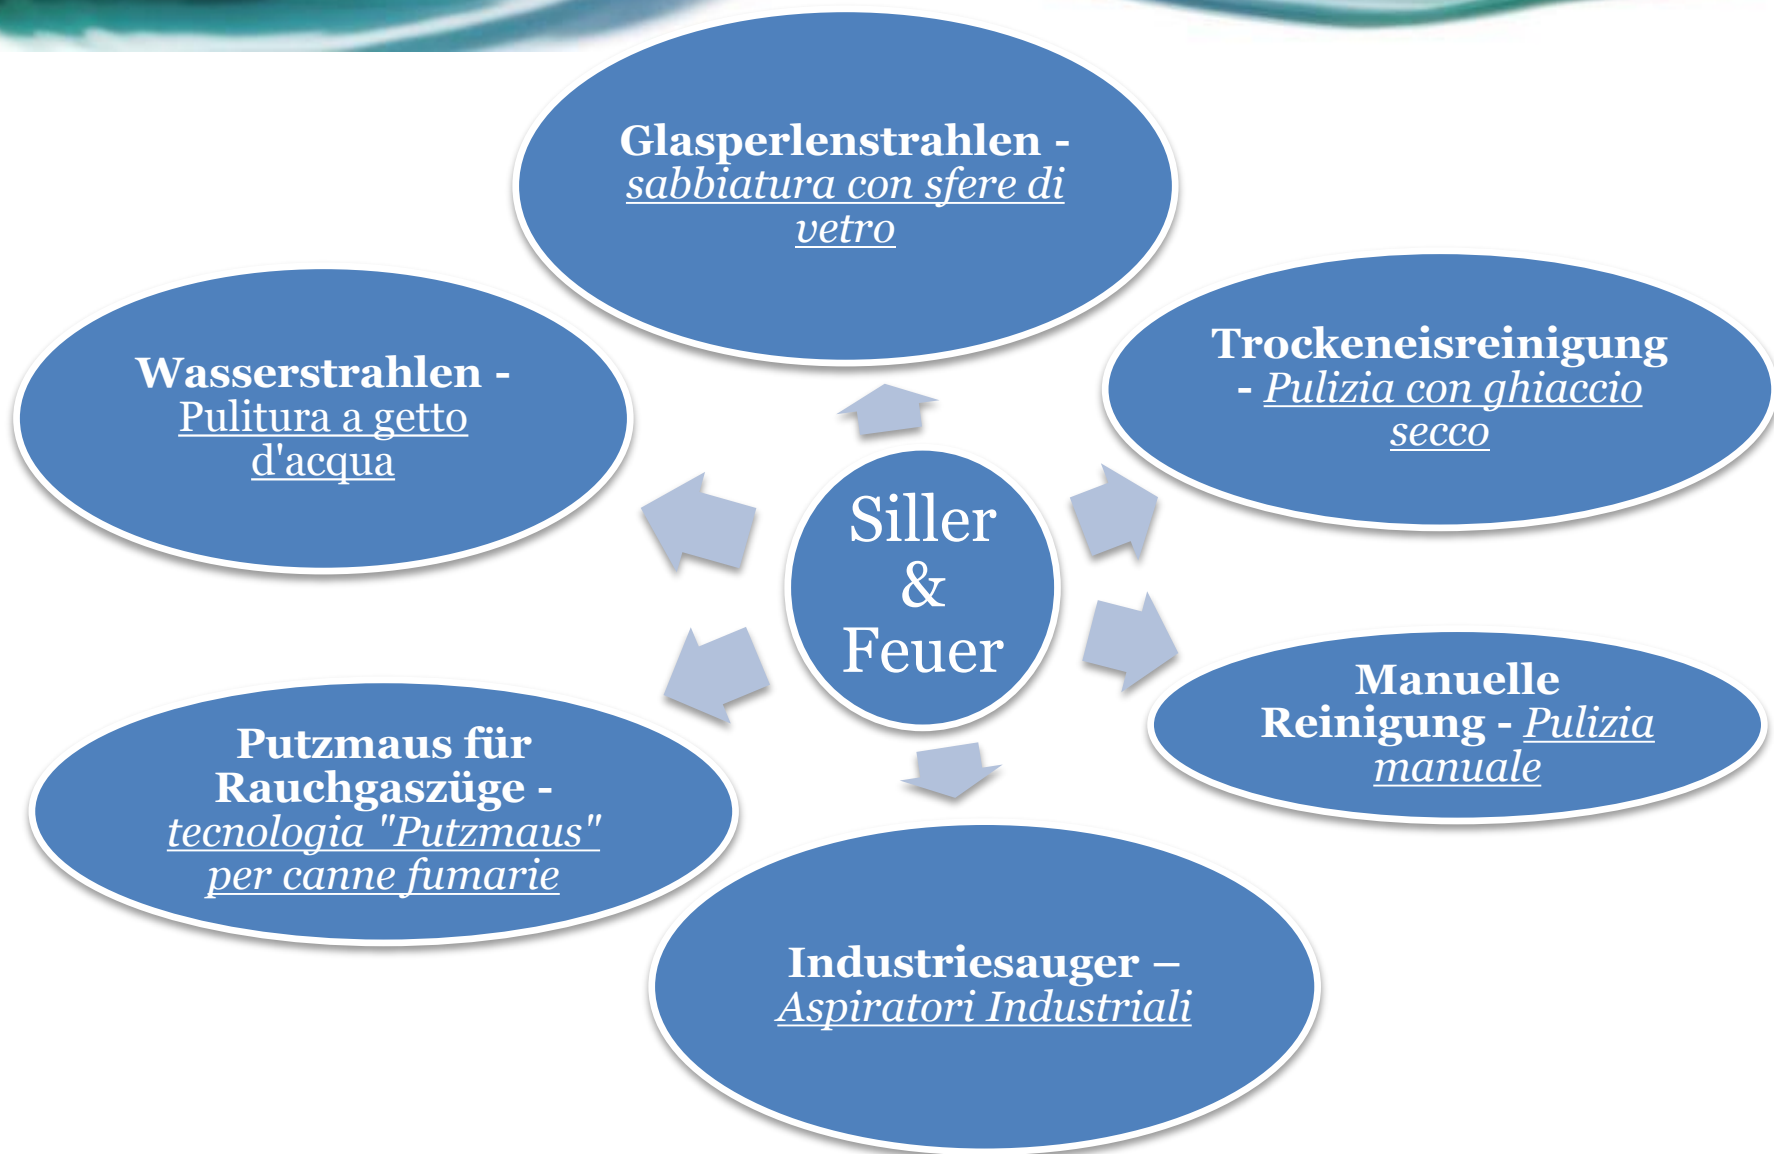 Glasperlenstrahlen -
sabbiatura con sfere di
vetro
Trockeneisreinigung
- Pulizia con ghiaccio
secco
Manuelle
Reinigung - Pulizia
manuale
Industriesauger –
Aspiratori Industriali
Putzmaus für
Rauchgaszüge -
tecnologia "Putzmaus"
per canne fumarie
Wasserstrahlen -
Pulitura a getto
d'acqua
Siller
&
Feuer